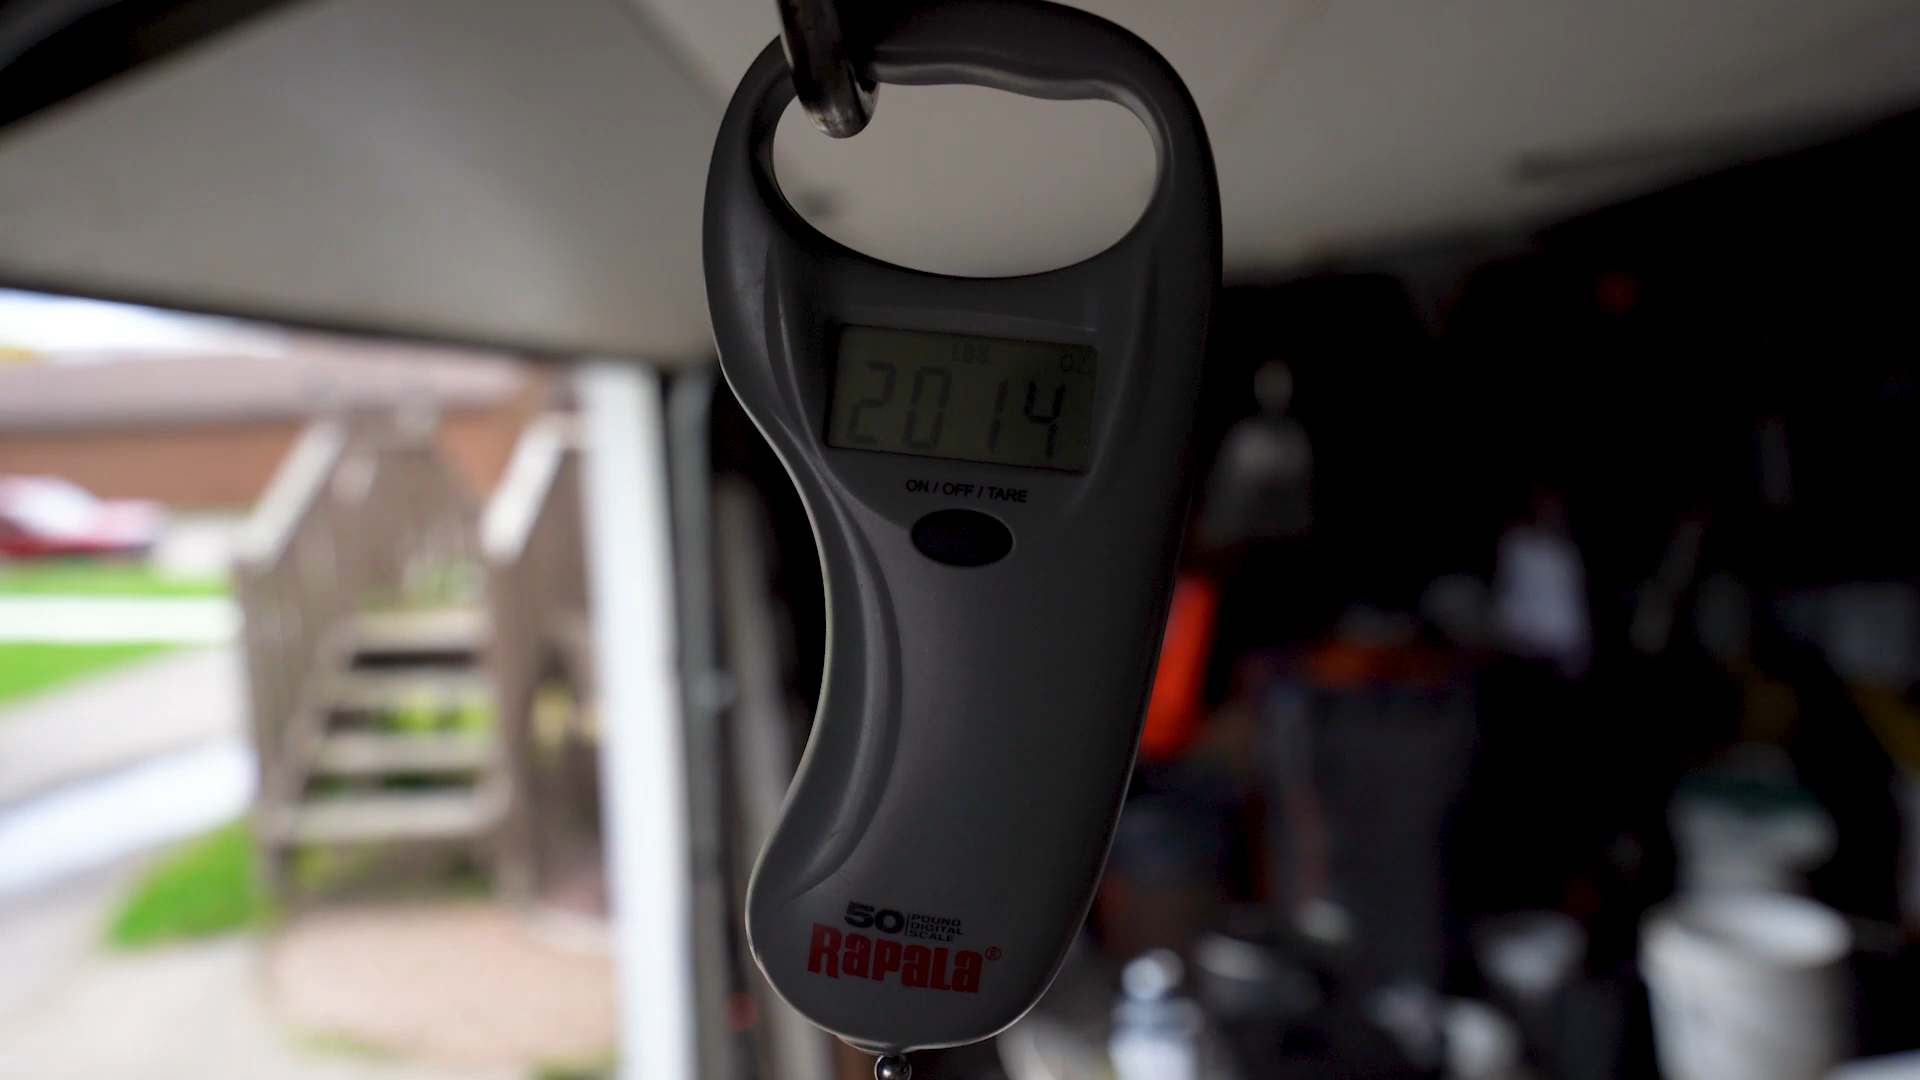 LBS. OZ.
20 14
ON / OFF / TARE
50 POUND
DIGITAL
SCALE
Rapala®